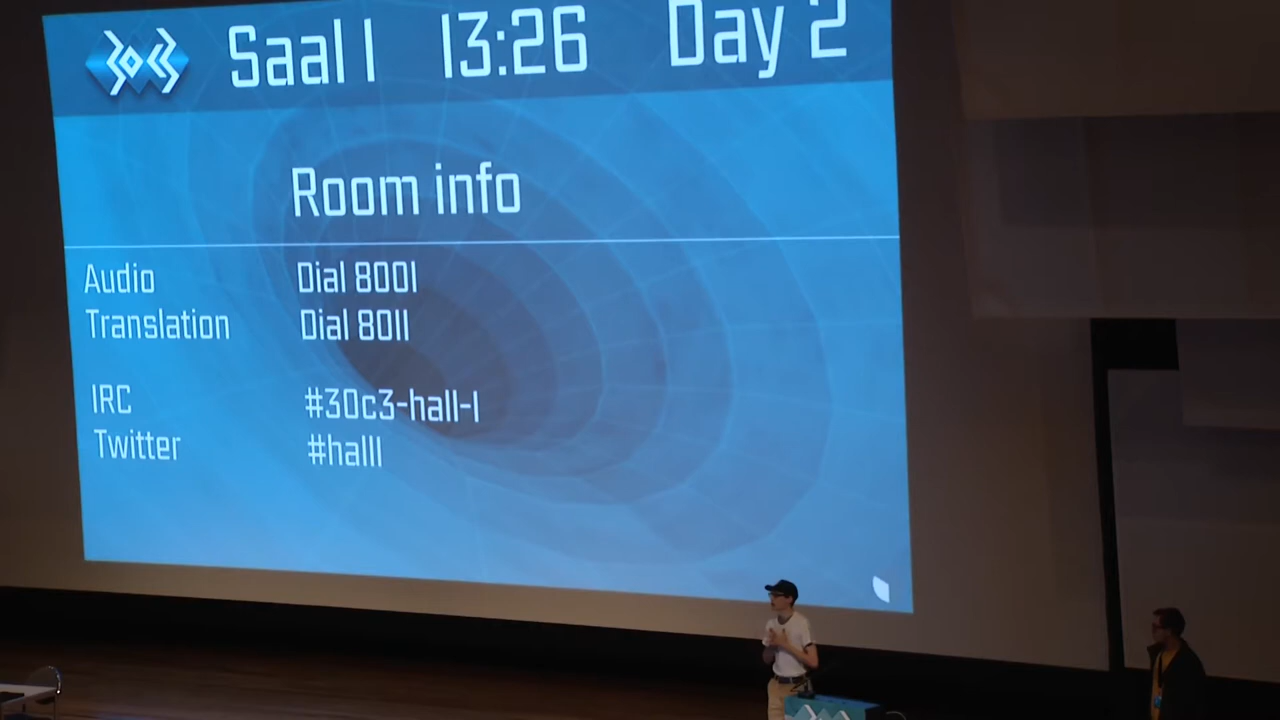 Saal 1 13:26 Day 2
Room info
Audio Dial 8001
Translation Dial 8011
IRC #30c3-hall-1
Twitter #hall1